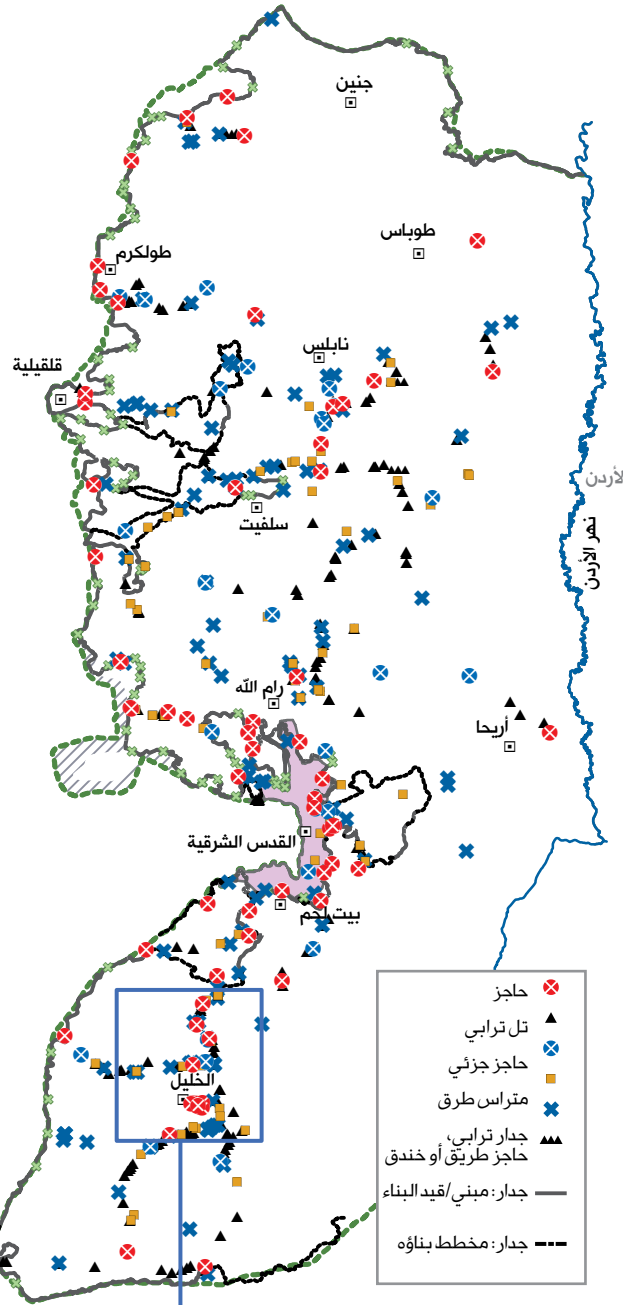 جنين
طوباس
طولكرم
نابلس
قلقيلية
لأردن
سلفيت
نهر الأردن
رام الله
أريحا
القدس الشرقية
بيت لحم
الخليل
حاجز
تل ترابي
حاجز جزئي
متراس طرق
جدار ترابي،
حاجز طريق أو خندق
جدار: مبني/قيد البناء
جدار: مخطط بناؤه